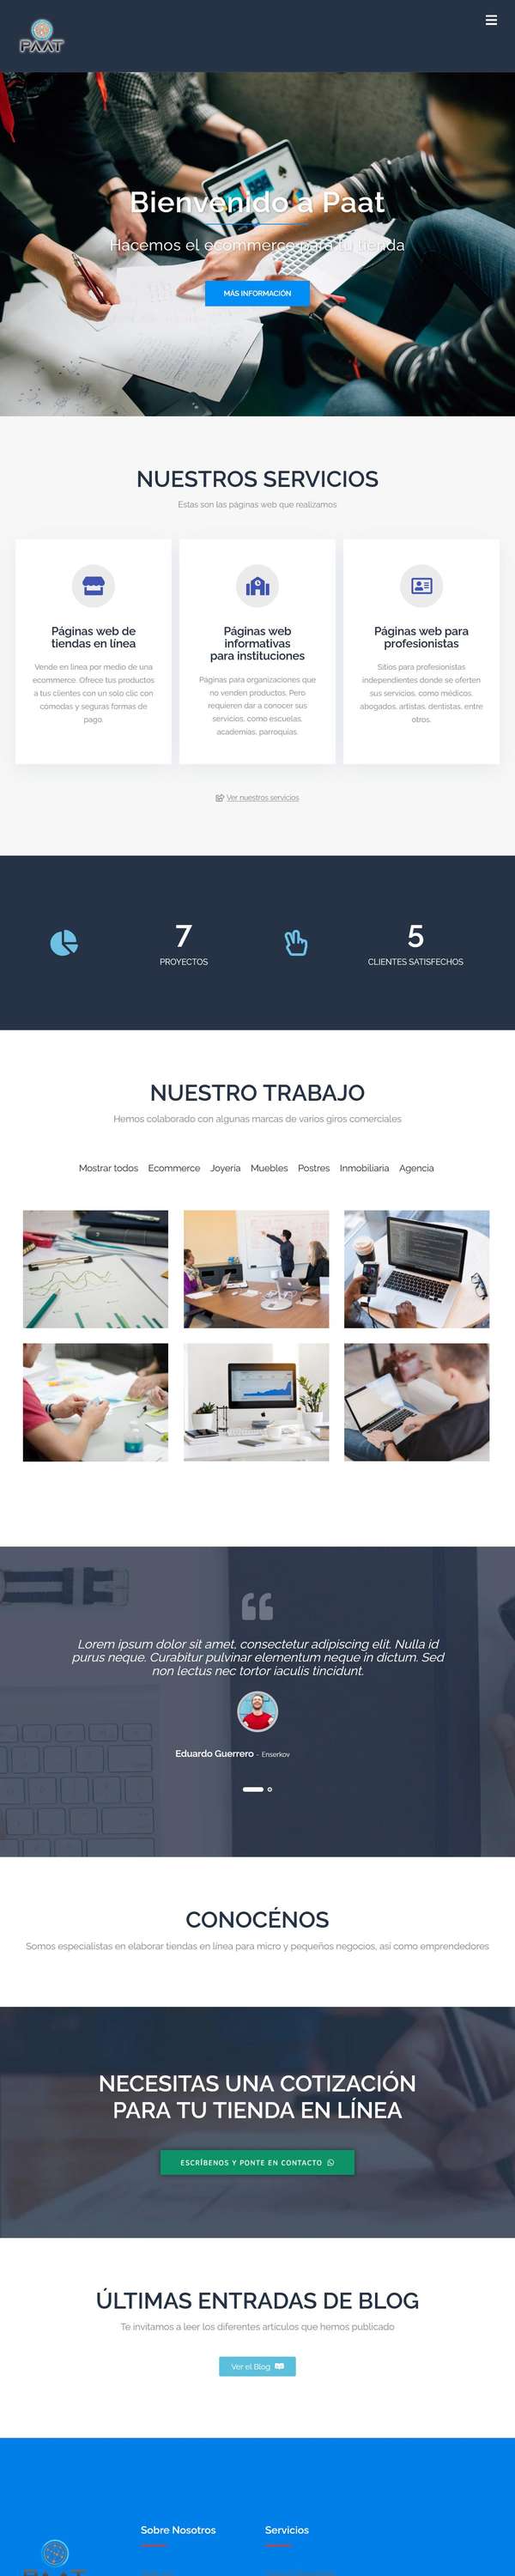 PAAT
Bienvenido a Paat
Hacemos el ecommerce para tu tienda
MÁS INFORMACIÓN
NUESTROS SERVICIOS
Estas son las páginas web que realizamos
Páginas web de
tiendas en línea
Vende en línea por medio de una
ecommerce. Ofrece tus productos
a tus clientes con un solo clic con
cómodas y seguras formas de
pago.
Páginas web
informativas
para instituciones
Páginas para organizaciones que
no venden productos. Pero
requieren dar a conocer sus
servicios, como escuelas,
academias, parroquias.
Páginas web para
profesionistas
Sitios para profesionistas
independientes donde se oferten
sus servicios, como médicos,
abogados, artistas, dentistas, entre
otros.
Ver nuestros servicios
7
PROYECTOS
5
CLIENTES SATISFECHOS
NUESTRO TRABAJO
Hemos colaborado con algunas marcas de varios giros comerciales
Mostrar todos Ecommerce Joyería Muebles Postres Inmobiliaria Agencia
Lorem ipsum dolor sit amet, consectetur adipiscing elit. Nulla id
purus neque. Curabitur pulvinar elementum neque in dictum. Sed
non lectus nec tortor iaculis tincidunt.
Eduardo Guerrero - Enserkov
CONOCÉNOS
Somos especialistas en elaborar tiendas en línea para micro y pequeños negocios, así como emprendedores
NECESITAS UNA COTIZACIÓN
PARA TU TIENDA EN LÍNEA
ESCRÍBENOS Y PONTE EN CONTACTO
ÚLTIMAS ENTRADAS DE BLOG
Te invitamos a leer los diferentes artículos que hemos publicado
Ver el Blog
Sobre Nosotros
Servicios
PAAT